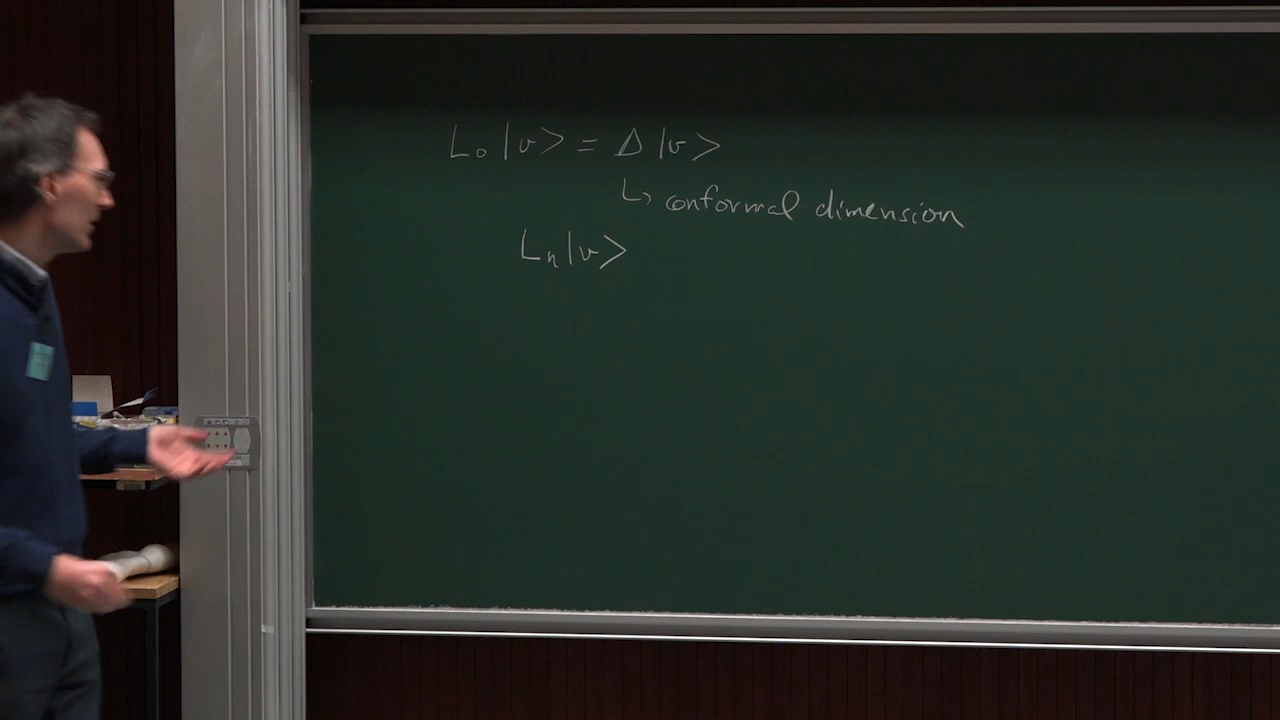 L₀|v> = Δ|v>
↳ conformal dimension
Lₙ|v>